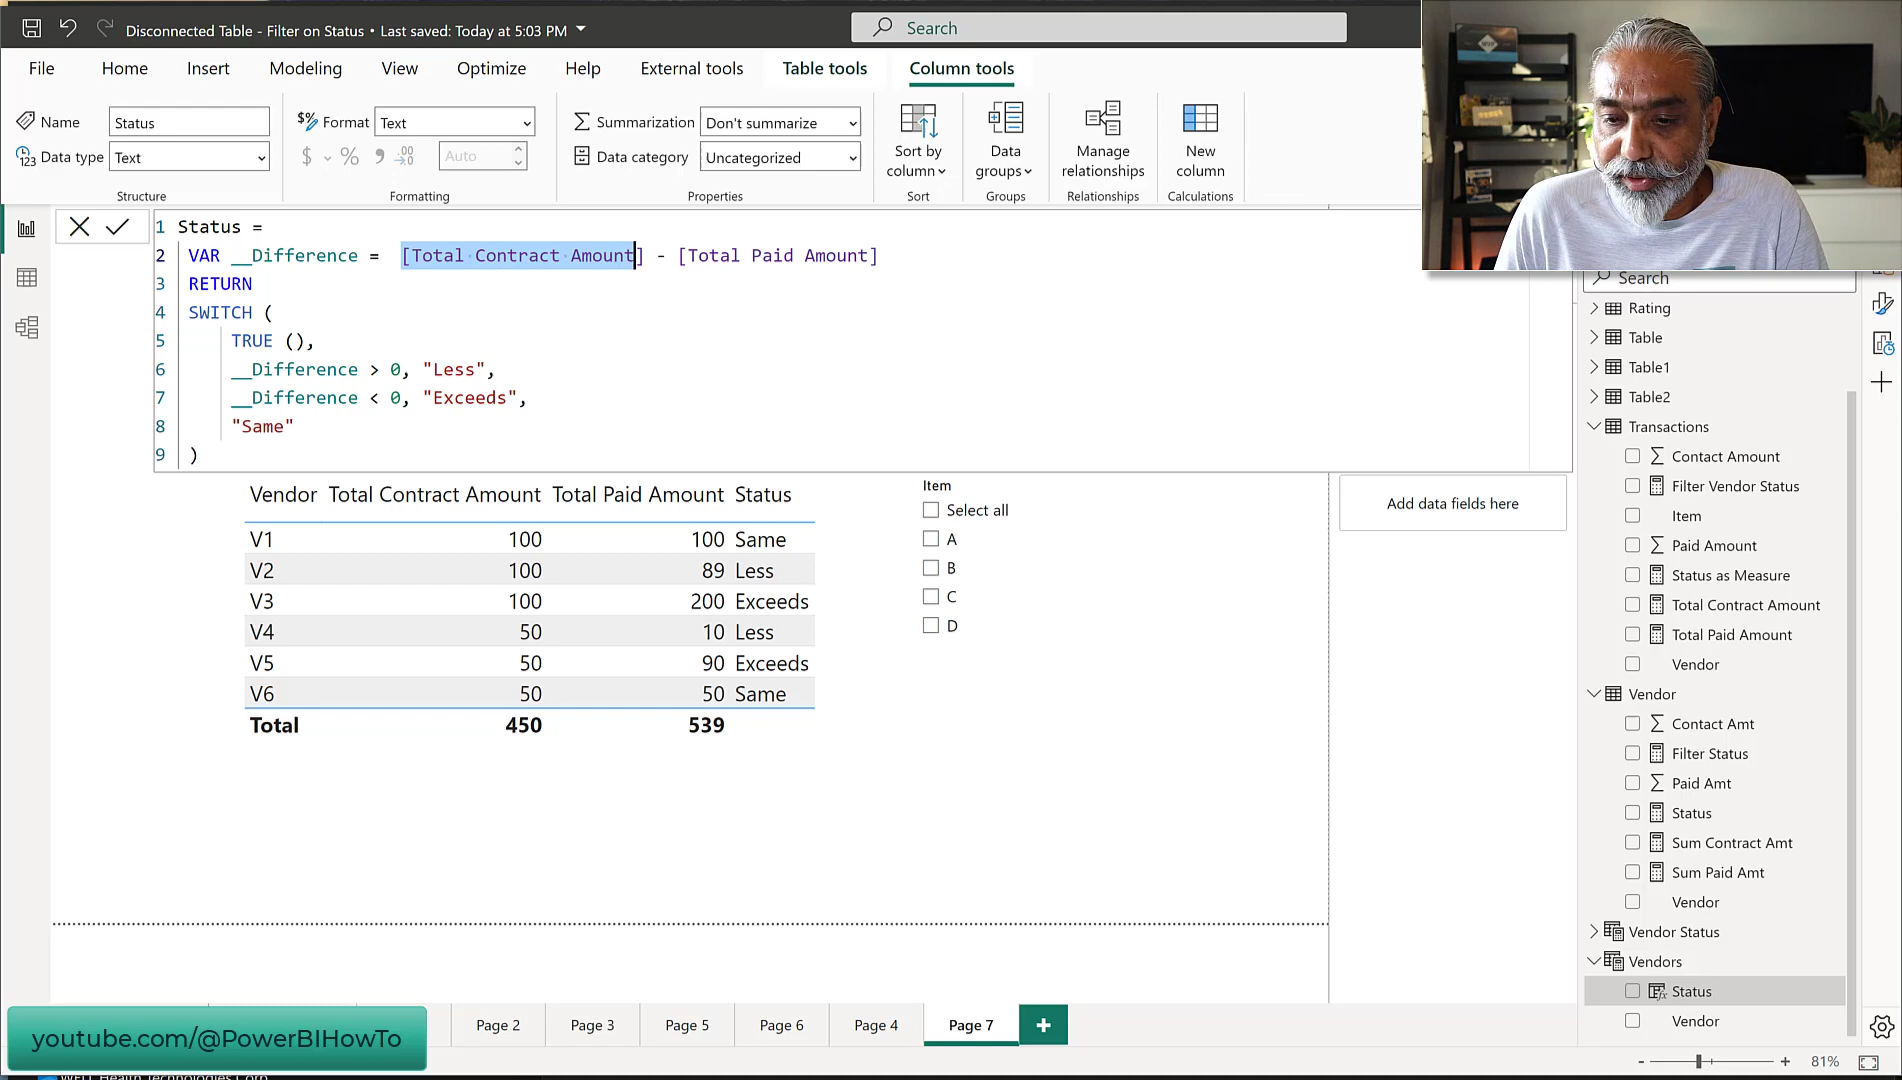 Disconnected Table - Filter on Status • Last saved: Today at 5:03 PM
Search
File Home Insert Modeling View Optimize Help External tools Table tools Column tools
Name Status
Format Text
Summarization Don't summarize
Data type Text
$ % Auto
Data category Uncategorized
Sort by column
Data groups
Manage relationships
New column
Structure Formatting Properties Sort Groups Relationships Calculations
1 Status =
2 VAR __Difference = [Total Contract Amount] - [Total Paid Amount]
3 RETURN
4 SWITCH (
5 TRUE (),
6 __Difference > 0, "Less",
7 __Difference < 0, "Exceeds",
8 "Same"
9 )
Vendor Total Contract Amount Total Paid Amount Status
V1 100 100 Same
V2 100 89 Less
V3 100 200 Exceeds
V4 50 10 Less
V5 50 90 Exceeds
V6 50 50 Same
Total 450 539
Item
Select all
A
B
C
D
Add data fields here
Search
Rating
Table
Table1
Table2
Transactions
Contact Amount
Filter Vendor Status
Item
Paid Amount
Status as Measure
Total Contract Amount
Total Paid Amount
Vendor
Vendor
Contact Amt
Filter Status
Paid Amt
Status
Sum Contract Amt
Sum Paid Amt
Vendor
Vendor Status
Vendors
Status
Vendor
youtube.com/@PowerBIHowTo
Page 2 Page 3 Page 5 Page 6 Page 4 Page 7 +
- + 81%